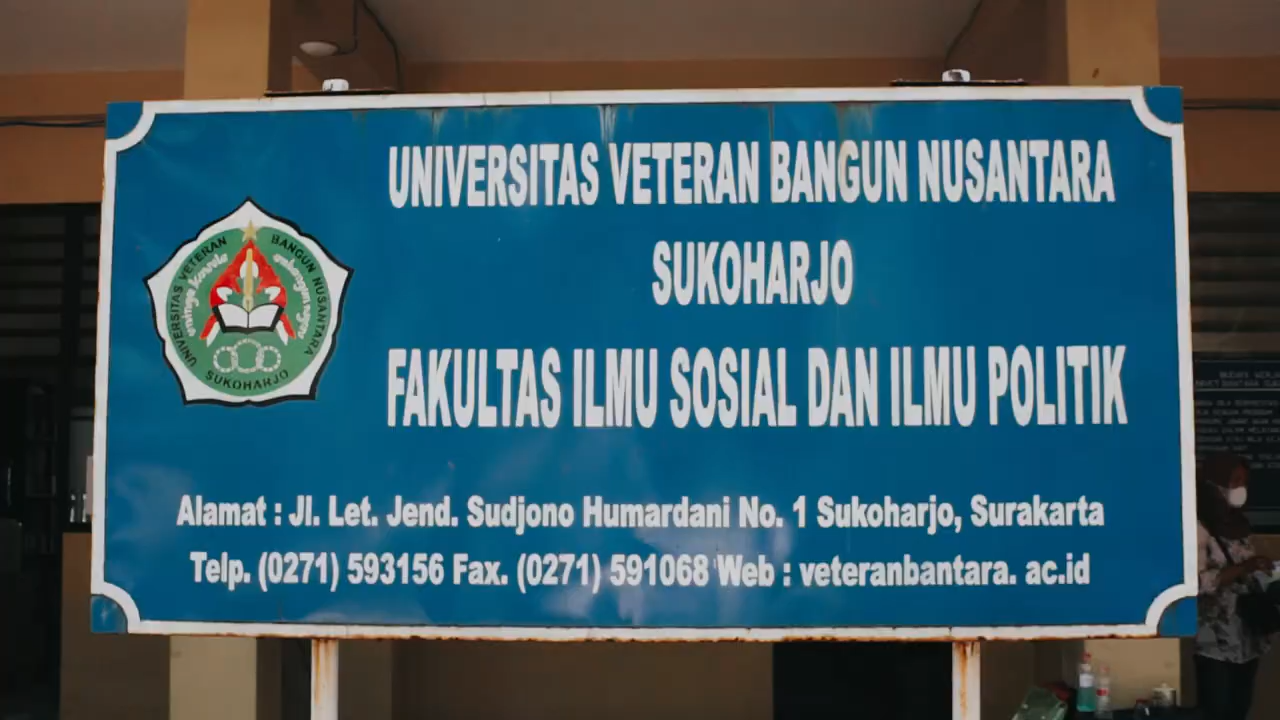 UNIVERSITAS VETERAN BANGUN NUSANTARA
SUKOHARJO
FAKULTAS ILMU SOSIAL DAN ILMU POLITIK
UNIVERSITAS VETERAN BANGUN NUSANTARA
SUKOHARJO
Alamat : Jl. Let. Jend. Sudjono Humardani No. 1 Sukoharjo, Surakarta
Telp. (0271) 593156 Fax. (0271) 591068 Web : veteranbantara. ac.id